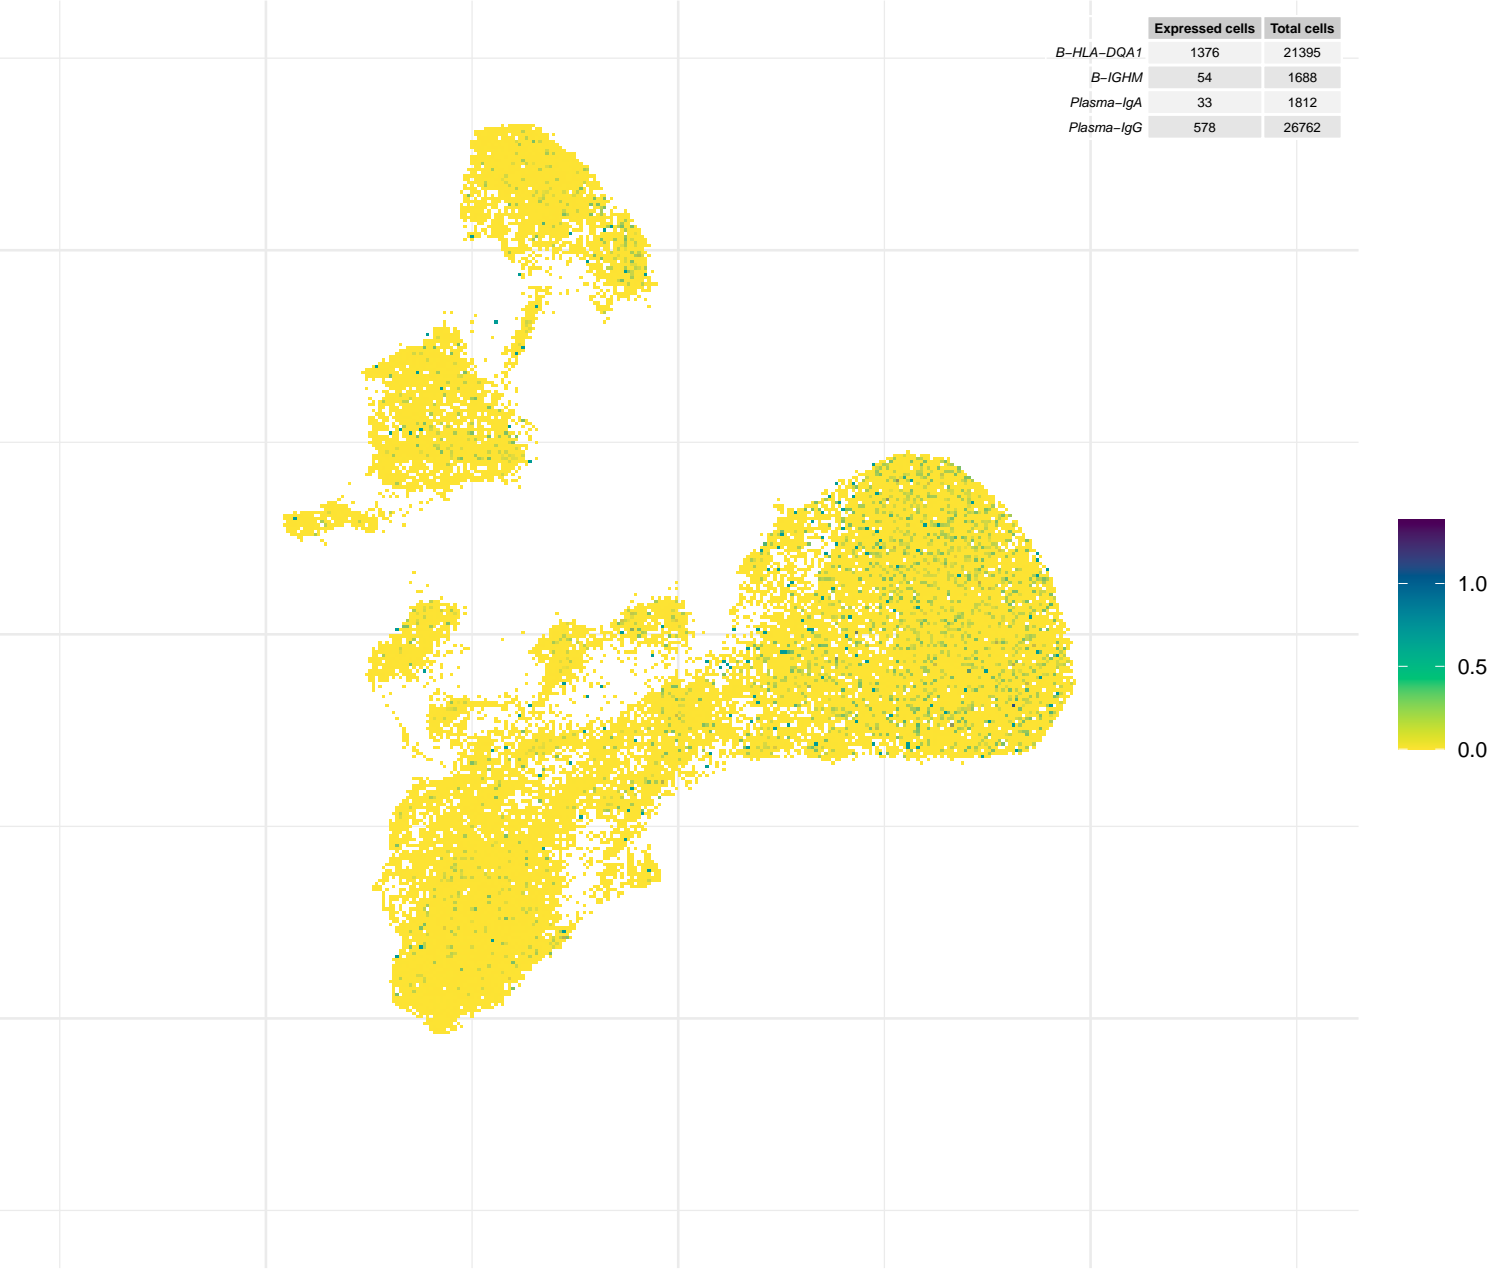 Expressed cells Total cells
B−HLA−DQA1 1376 21395
B−IGHM 54 1688
Plasma−IgA 33 1812
Plasma−IgG 578 26762
1.0
0.5
0.0